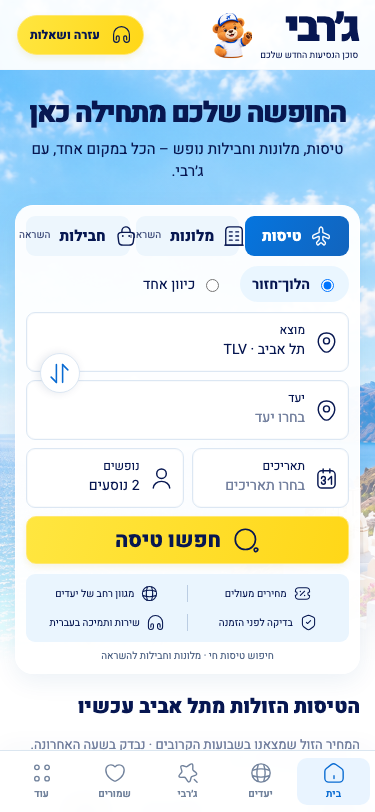 ג׳רבי
סוכן הנסיעות החדש שלכם
עזרה ושאלות
החופשה שלכם מתחילה כאן
טיסות, מלונות וחבילות נופש – הכל במקום אחד, עם
ג׳רבי.
טיסות
מלונות
השראה
חבילות
השראה
הלוך־חזור
כיוון אחד
מוצא
תל אביב · TLV
יעד
בחרו יעד
תאריכים
בחרו תאריכים
נופשים
2 נוסעים
חפשו טיסה
מחירים מעולים
מגוון רחב של יעדים
בדיקה לפני הזמנה
שירות ותמיכה בעברית
חיפוש טיסות חי · מלונות וחבילות להשראה
הטיסות הזולות מתל אביב עכשיו
המחיר הזול שמצאנו בשבועות הקרובים · נבדק בשעה האחרונה.
בית
יעדים
ג׳רבי
שמורים
עוד